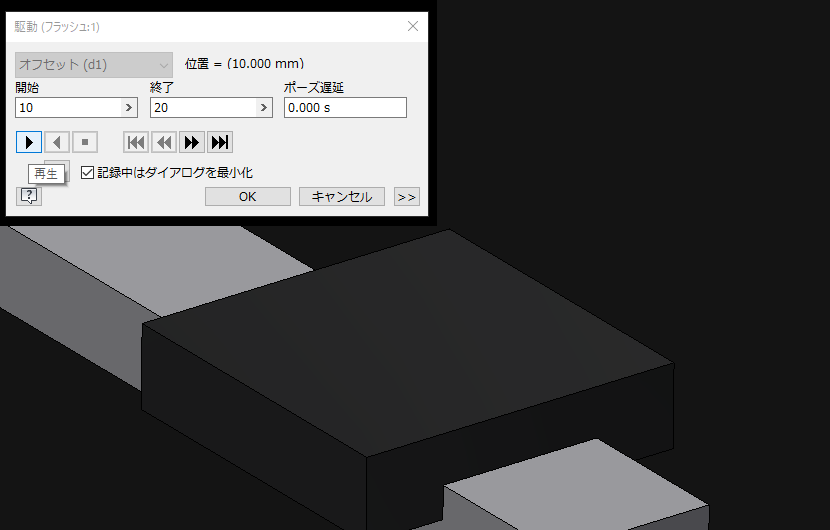 駆動 (フラッシュ:1)
オフセット (d1)
位置 = (10.000 mm)
開始 終了 ポーズ遅延
10 20 0.000 s
再生
記録中はダイアログを最小化
? OK キャンセル >>